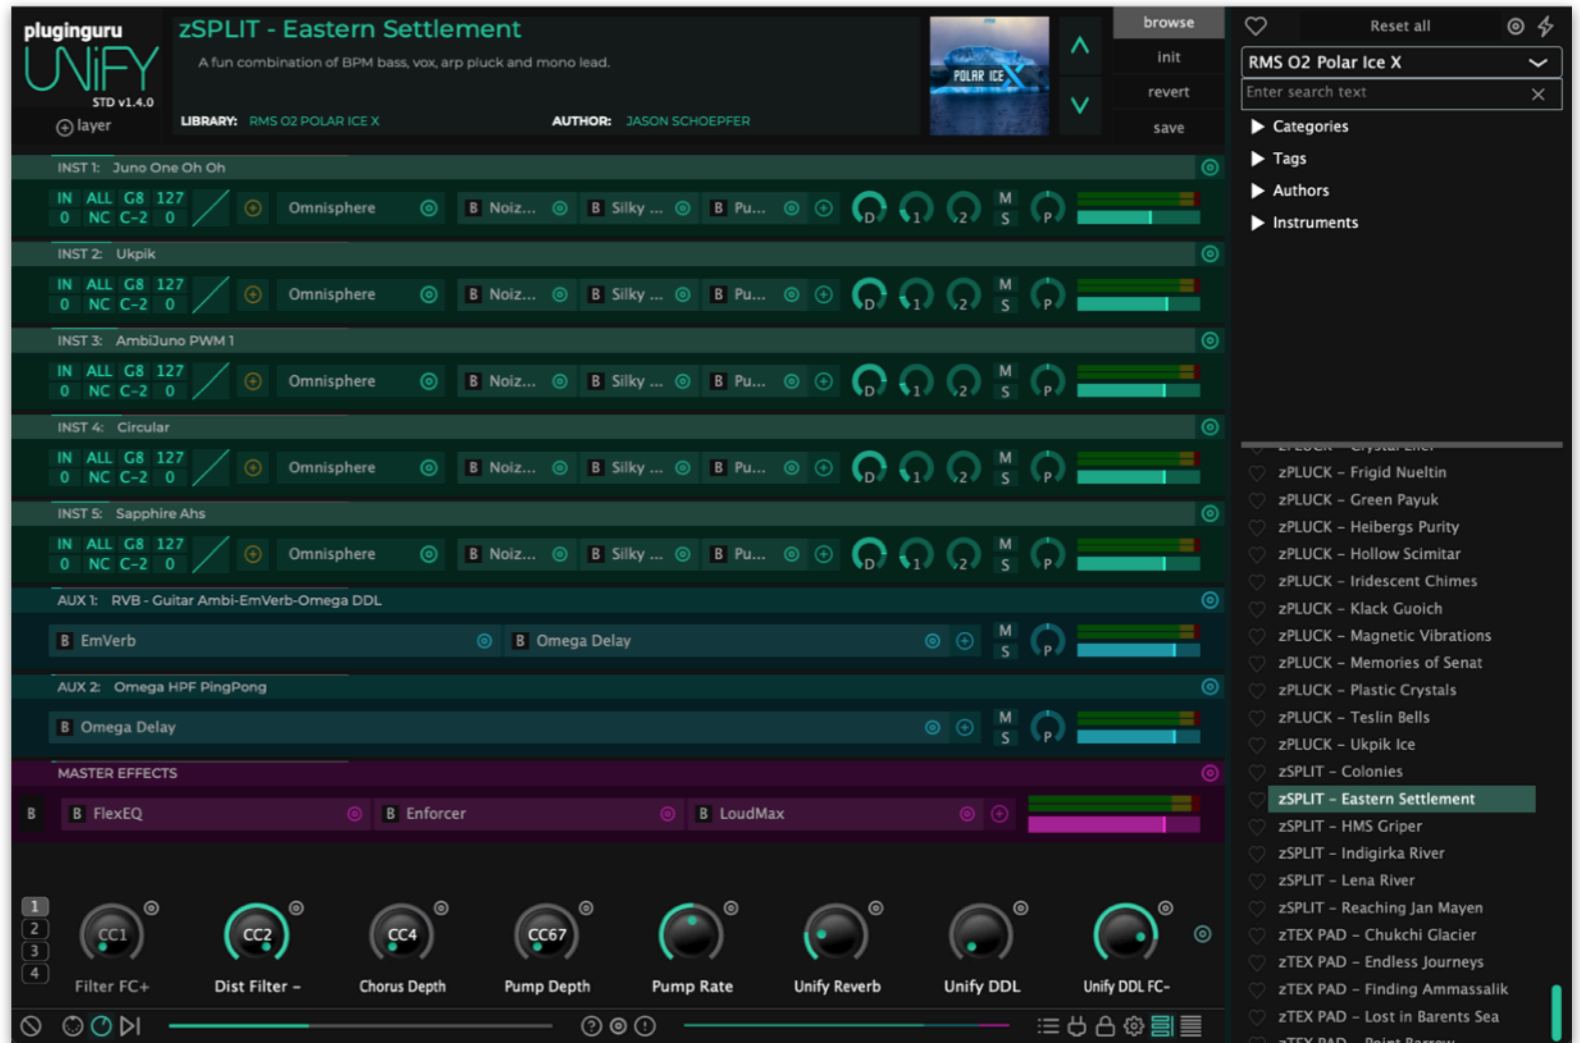 pluginguru
UNiFY
STD v1.4.0
layer
zSPLIT - Eastern Settlement
A fun combination of BPM bass, vox, arp pluck and mono lead.
LIBRARY: RMS O2 POLAR ICE X AUTHOR: JASON SCHOEPFER
POLAR ICE X
browse
init
revert
save
INST 1: Juno One Oh Oh
IN ALL G8 127
0 NC C-2 0
Omnisphere B Noiz... B Silky ... B Pu... D 1 2 M S P
INST 2: Ukpik
IN ALL G8 127
0 NC C-2 0
Omnisphere B Noiz... B Silky ... B Pu... D 1 2 M S P
INST 3: AmbiJuno PWM 1
IN ALL G8 127
0 NC C-2 0
Omnisphere B Noiz... B Silky ... B Pu... D 1 2 M S P
INST 4: Circular
IN ALL G8 127
0 NC C-2 0
Omnisphere B Noiz... B Silky ... B Pu... D 1 2 M S P
INST 5: Sapphire Ahs
IN ALL G8 127
0 NC C-2 0
Omnisphere B Noiz... B Silky ... B Pu... D 1 2 M S P
AUX 1: RVB - Guitar Ambi-EmVerb-Omega DDL
B EmVerb B Omega Delay M S P
AUX 2: Omega HPF PingPong
B Omega Delay M S P
MASTER EFFECTS
B B FlexEQ B Enforcer B LoudMax
1
2
3
4
CC1 CC2 CC4 CC67
Filter FC+ Dist Filter – Chorus Depth Pump Depth Pump Rate Unify Reverb Unify DDL Unify DDL FC-
Reset all
RMS O2 Polar Ice X
Enter search text
Categories
Tags
Authors
Instruments
zPLUCK – Frigid Nueltin
zPLUCK – Green Payuk
zPLUCK – Heibergs Purity
zPLUCK – Hollow Scimitar
zPLUCK – Iridescent Chimes
zPLUCK – Klack Guoich
zPLUCK – Magnetic Vibrations
zPLUCK – Memories of Senat
zPLUCK – Plastic Crystals
zPLUCK – Teslin Bells
zPLUCK – Ukpik Ice
zSPLIT – Colonies
zSPLIT – Eastern Settlement
zSPLIT – HMS Griper
zSPLIT – Indigirka River
zSPLIT – Lena River
zSPLIT – Reaching Jan Mayen
zTEX PAD – Chukchi Glacier
zTEX PAD – Endless Journeys
zTEX PAD – Finding Ammassalik
zTEX PAD – Lost in Barents Sea
zTEX PAD – Point Barrow